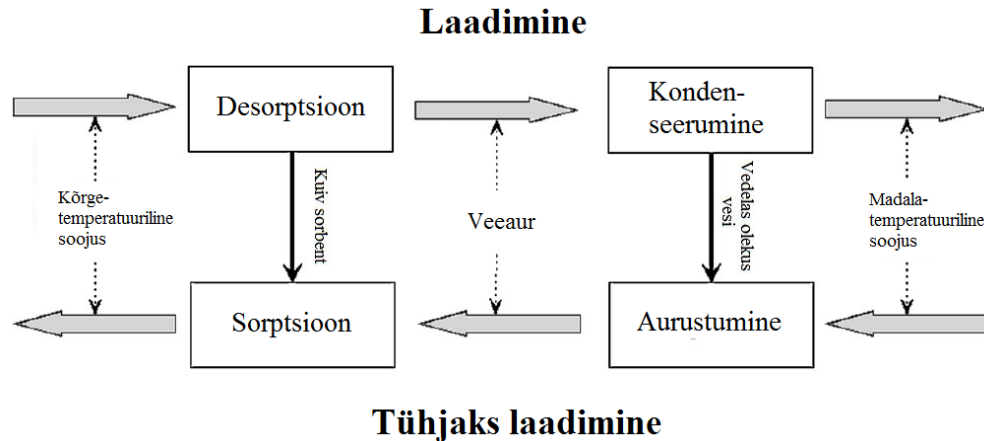 Laadimine
Desorptsioon
Konden-
seerumine
Kõrge-
temperatuuriline
soojus
Kuiv sorbent
Veeaur
Vedelas olekus
vesi
Madala-
temperatuuriline
soojus
Sorptsioon
Aurustumine
Tühjaks laadimine